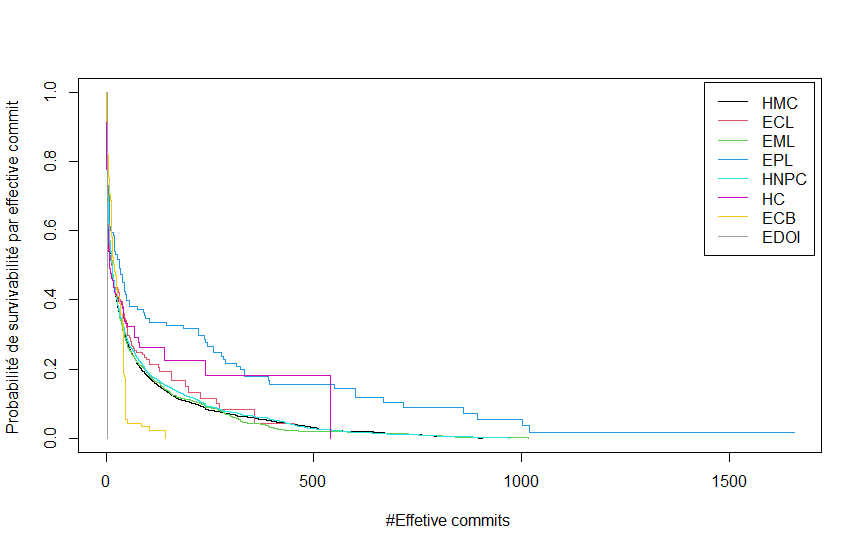 Probabilité de survivabilité par effective commit
1.0
0.8
0.6
0.4
0.2
0.0
0
500
1000
1500
#Effetive commits
HMC
ECL
EML
EPL
HNPC
HC
ECB
EDOI